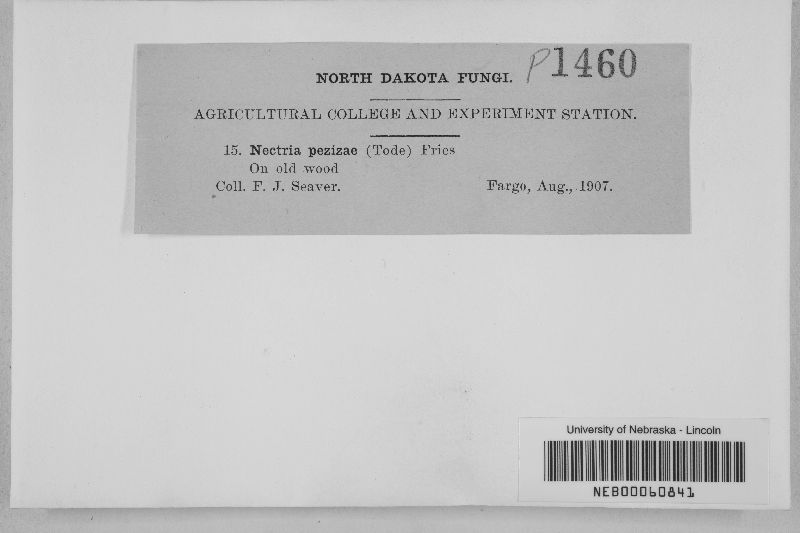 NORTH DAKOTA FUNGI. P1460
AGRICULTURAL COLLEGE AND EXPERIMENT STATION.
15. Nectria pezizae (Tode) Fries
On old wood
Coll. F. J. Seaver. Fargo, Aug., 1907.
University of Nebraska - Lincoln
NEB00060841